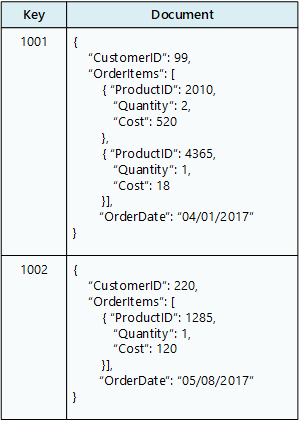 Key Document
1001 {
"CustomerID": 99,
"OrderItems": [
{ "ProductID": 2010,
"Quantity": 2,
"Cost": 520
},
{ "ProductID": 4365,
"Quantity": 1,
"Cost": 18
}],
"OrderDate": "04/01/2017"
}
1002 {
"CustomerID": 220,
"OrderItems": [
{ "ProductID": 1285,
"Quantity": 1,
"Cost": 120
}],
"OrderDate": "05/08/2017"
}